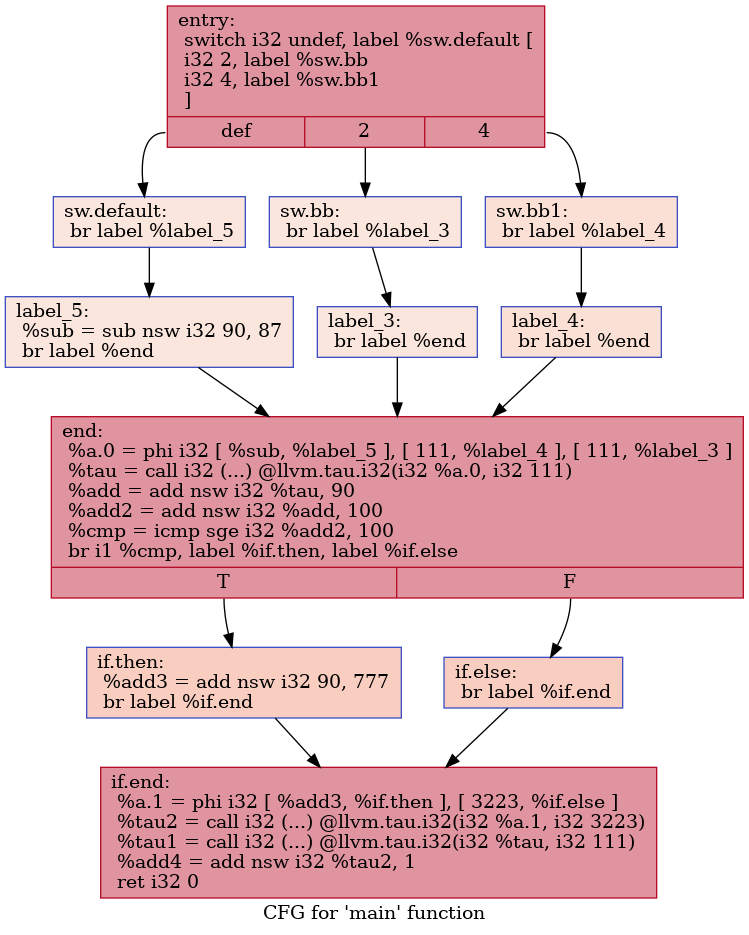 entry:
switch i32 undef, label %sw.default [
i32 2, label %sw.bb
i32 4, label %sw.bb1
]
def 2 4
sw.default:
br label %label_5
sw.bb:
br label %label_3
sw.bb1:
br label %label_4
label_5:
%sub = sub nsw i32 90, 87
br label %end
label_3:
br label %end
label_4:
br label %end
end:
%a.0 = phi i32 [ %sub, %label_5 ], [ 111, %label_4 ], [ 111, %label_3 ]
%tau = call i32 (...) @llvm.tau.i32(i32 %a.0, i32 111)
%add = add nsw i32 %tau, 90
%add2 = add nsw i32 %add, 100
%cmp = icmp sge i32 %add2, 100
br i1 %cmp, label %if.then, label %if.else
T F
if.then:
%add3 = add nsw i32 90, 777
br label %if.end
if.else:
br label %if.end
if.end:
%a.1 = phi i32 [ %add3, %if.then ], [ 3223, %if.else ]
%tau2 = call i32 (...) @llvm.tau.i32(i32 %a.1, i32 3223)
%tau1 = call i32 (...) @llvm.tau.i32(i32 %tau, i32 111)
%add4 = add nsw i32 %tau2, 1
ret i32 0
CFG for 'main' function